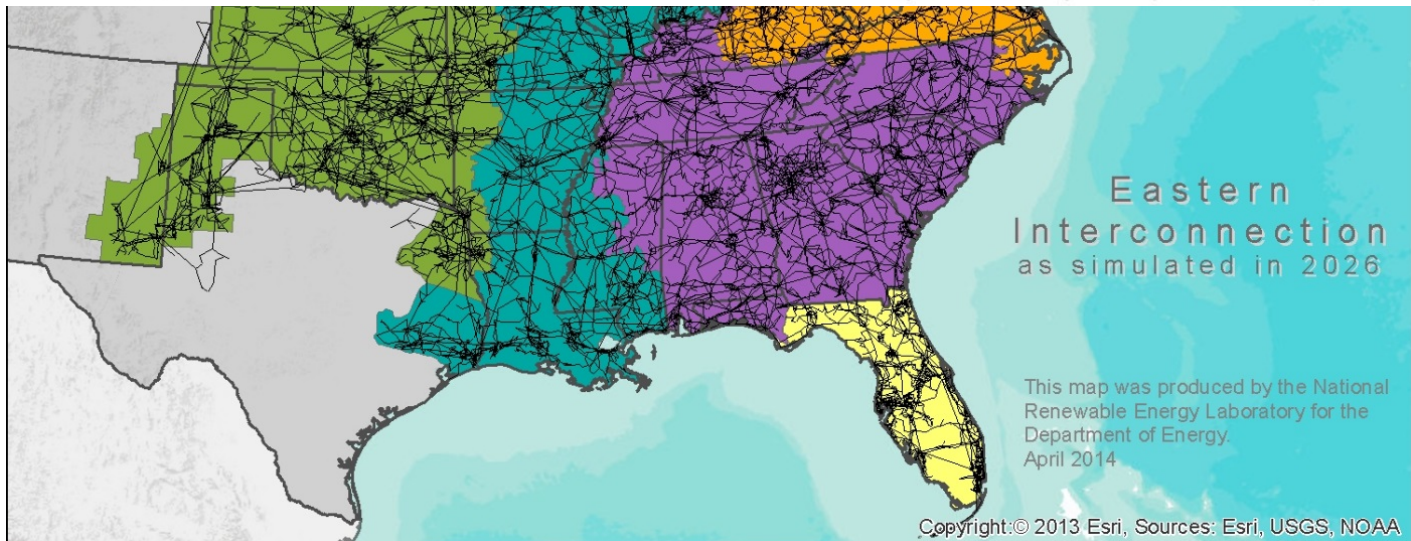 Eastern
Interconnection
as simulated in 2026
This map was produced by the National
Renewable Energy Laboratory for the
Department of Energy.
April 2014
Copyright:© 2013 Esri, Sources: Esri, USGS, NOAA